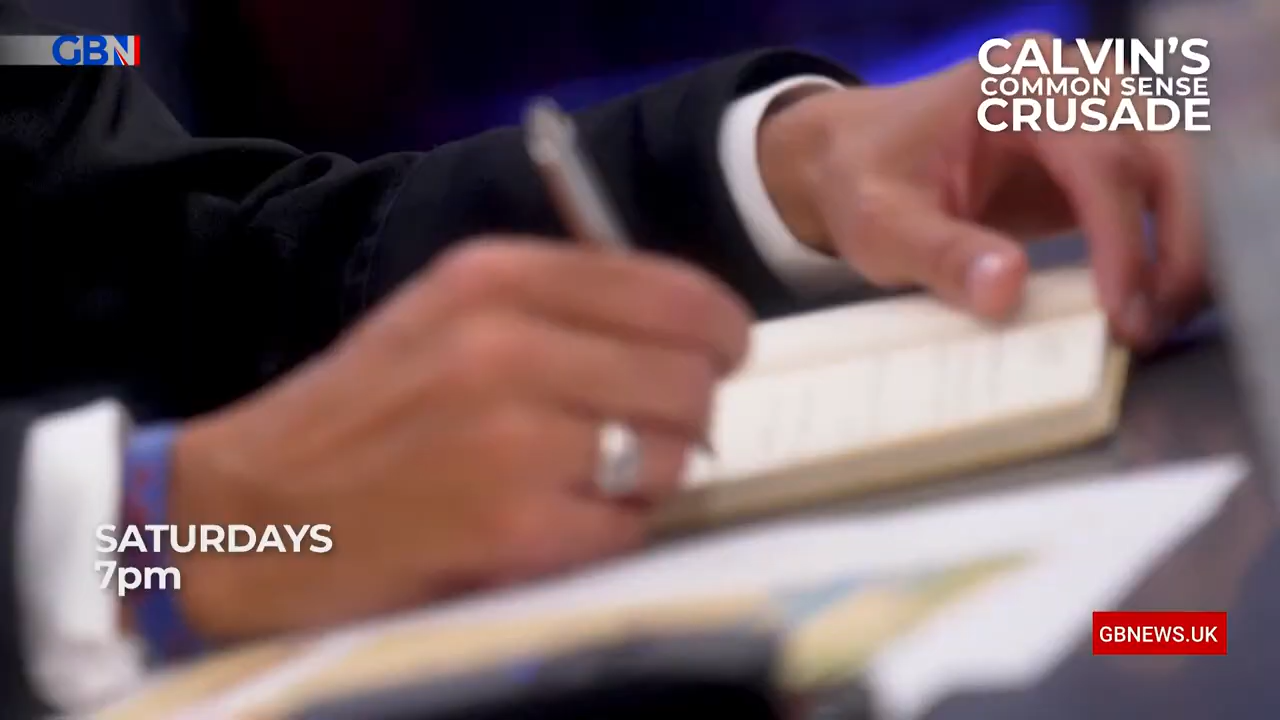 GBN
CALVIN'S
COMMON SENSE
CRUSADE
SATURDAYS
7pm
GBNEWS.UK